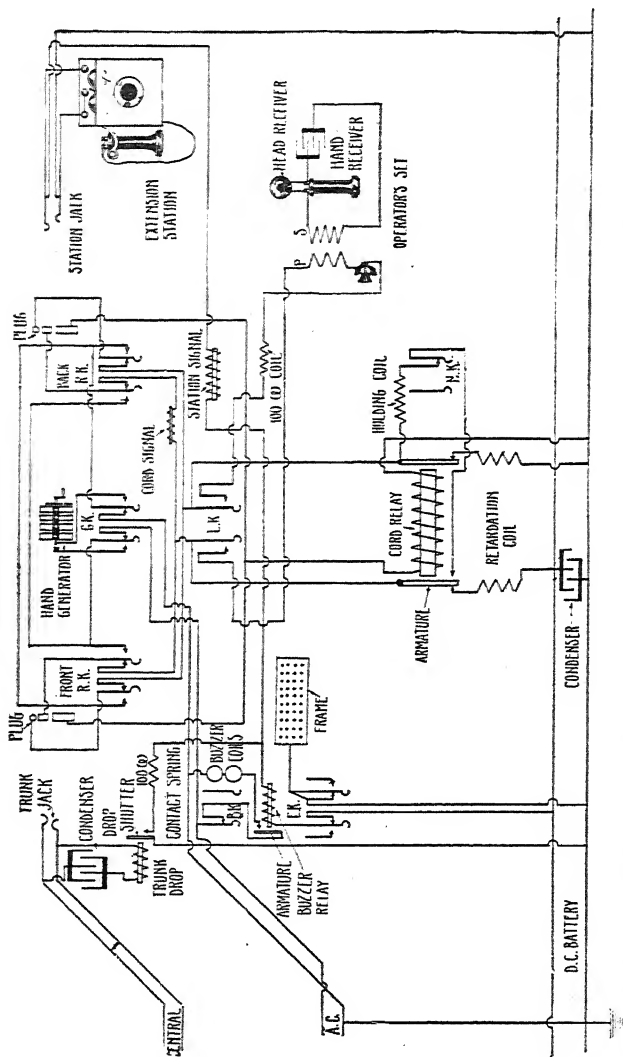 PLUG
STATION JACK
EXTENSION
STATION
HEAD RECEIVER
HAND
RECEIVER
S
P
OPERATOR'S SET
BACK
R.K.
STATION SIGNAL
100 ω COIL
CORD SIGNAL
HOLDING COIL
H.K.
HAND
GENERATOR
G.K.
L.K.
CORD RELAY
RETARDATION
COIL
ARMATURE
CONDENSER
PLUG
FRONT
R.K.
FRAME
TRUNK
JACK
CONDENSER
DROP
SHUTTER
100 ω
CONTACT SPRING
BUZZER
COILS
B.K.
C.K.
TRUNK
DROP
ARMATURE
BUZZER
RELAY
D.C. BATTERY
CENTRAL
A.C.